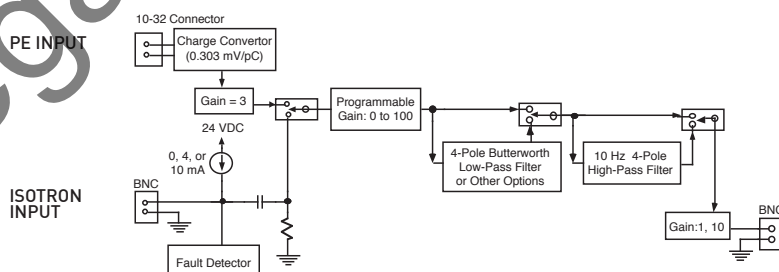 10-32 Connector
PE INPUT
Charge Convertor
(0.303 mV/pC)
Gain = 3
Programmable
Gain: 0 to 100
24 VDC
0, 4, or
10 mA
4-Pole Butterworth
Low-Pass Filter
or Other Options
10 Hz 4-Pole
High-Pass Filter
ISOTRON
INPUT
BNC
Gain:1, 10
BNC
Fault Detector